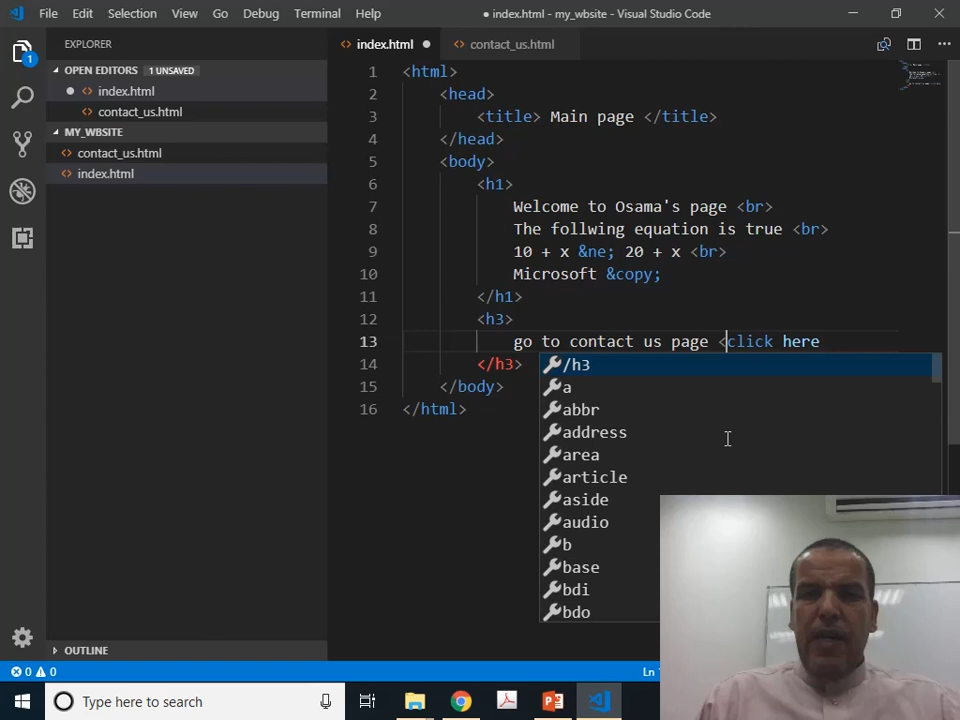 File Edit Selection View Go Debug Terminal Help
● index.html - my_wbsite - Visual Studio Code
EXPLORER
index.html
contact_us.html
OPEN EDITORS 1 UNSAVED
index.html
contact_us.html
MY_WBSITE
contact_us.html
index.html
1 <html>
2 <head>
3 <title> Main page </title>
4 </head>
5 <body>
6 <h1>
7 Welcome to Osama's page <br>
8 The follwing equation is true <br>
9 10 + x &ne; 20 + x <br>
10 Microsoft &copy;
11 </h1>
12 <h3>
13 go to contact us page <click here
14 </h3>
15 </body>
16 </html>
/h3
a
abbr
address
area
article
aside
audio
b
base
bdi
bdo
1
OUTLINE
0 0
Ln 1
Type here to search